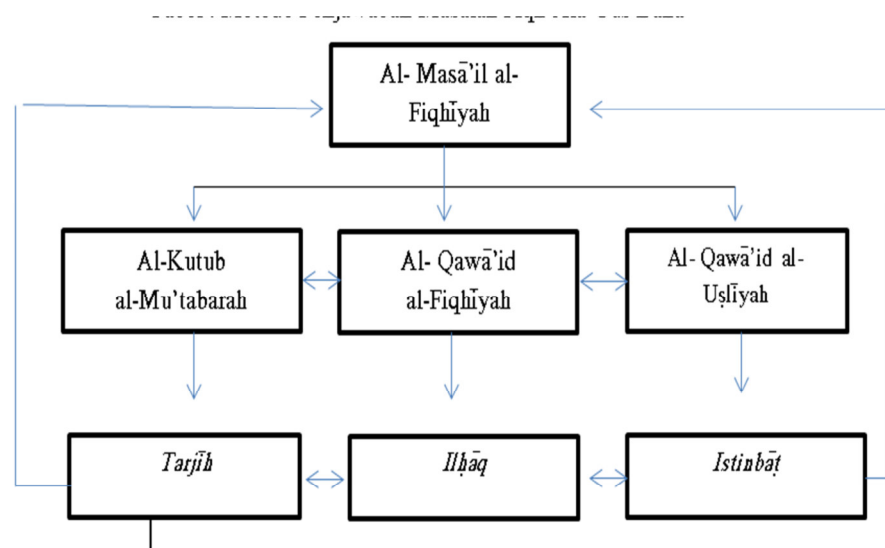 Al- Masā’il al-
Fiqhīyah
Al-Kutub
al-Mu’tabarah
Al- Qawā’id
al-Fiqhīyah
Al- Qawā’id al-
Uṣlīyah
Tarjīh
Ilḥāq
Istinbāṭ